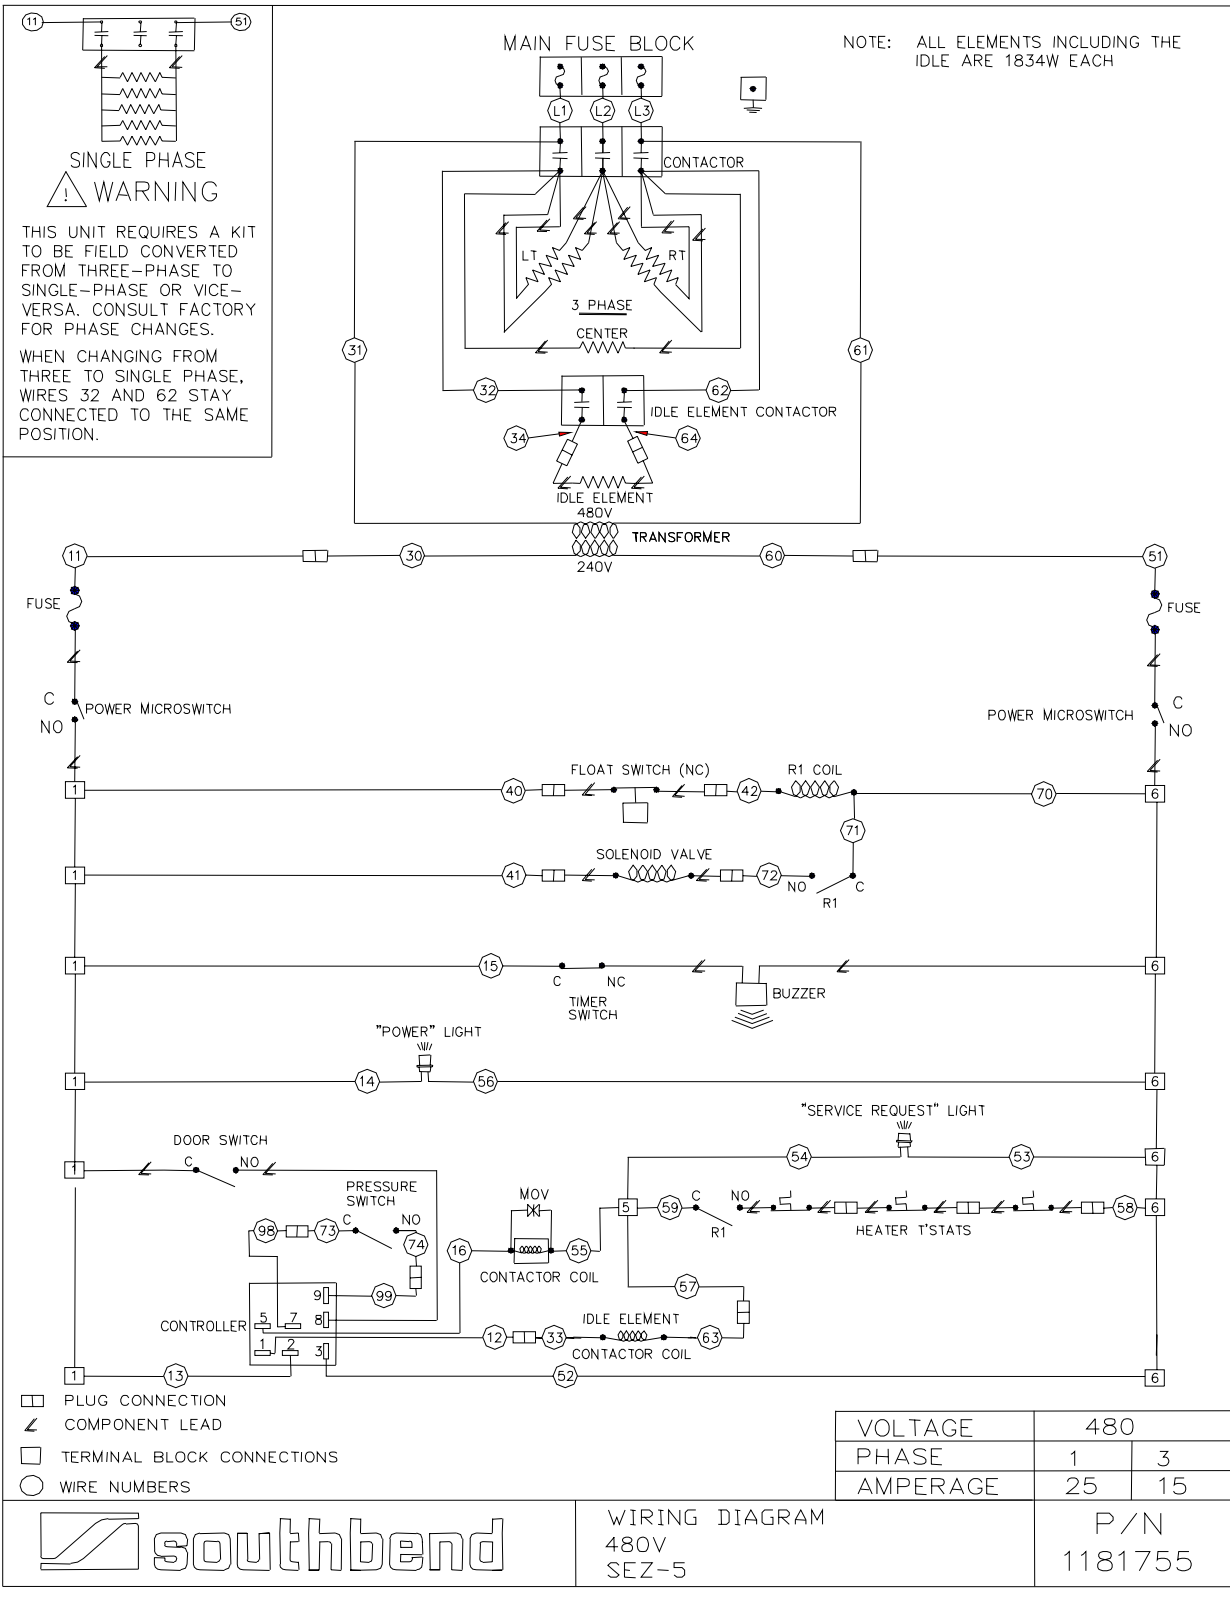 11
51
SINGLE PHASE
! WARNING
THIS UNIT REQUIRES A KIT
TO BE FIELD CONVERTED
FROM THREE-PHASE TO
SINGLE-PHASE OR VICE-
VERSA. CONSULT FACTORY
FOR PHASE CHANGES.
WHEN CHANGING FROM
THREE TO SINGLE PHASE,
WIRES 32 AND 62 STAY
CONNECTED TO THE SAME
POSITION.
MAIN FUSE BLOCK
NOTE: ALL ELEMENTS INCLUDING THE
IDLE ARE 1834W EACH
L1 L2 L3
CONTACTOR
LT RT
3 PHASE
CENTER
31 61
32 62
IDLE ELEMENT CONTACTOR
34 64
IDLE ELEMENT
480V
TRANSFORMER
11 30 60 51
240V
FUSE FUSE
C POWER MICROSWITCH NO
POWER MICROSWITCH C NO
FLOAT SWITCH (NC) R1 COIL
1 40 42 70 6
71
SOLENOID VALVE
1 41 72 NO C
R1
1 15 6
C NC BUZZER
TIMER
SWITCH
"POWER" LIGHT
1 14 56 6
"SERVICE REQUEST" LIGHT
54 53 6
DOOR SWITCH
1 C NO
PRESSURE
SWITCH
MOV
5 59 C NO 58 6
R1 HEATER T'STATS
98 73 C NO
74 16 55
CONTACTOR COIL
57
9 99
CONTROLLER 5 7 8
IDLE ELEMENT
1 2 3 12 33 63
CONTACTOR COIL
1 13 52 6
PLUG CONNECTION
COMPONENT LEAD
TERMINAL BLOCK CONNECTIONS
WIRE NUMBERS
VOLTAGE 480
PHASE 1 3
AMPERAGE 25 15
southbend
WIRING DIAGRAM
480V
SEZ-5
P/N
1181755